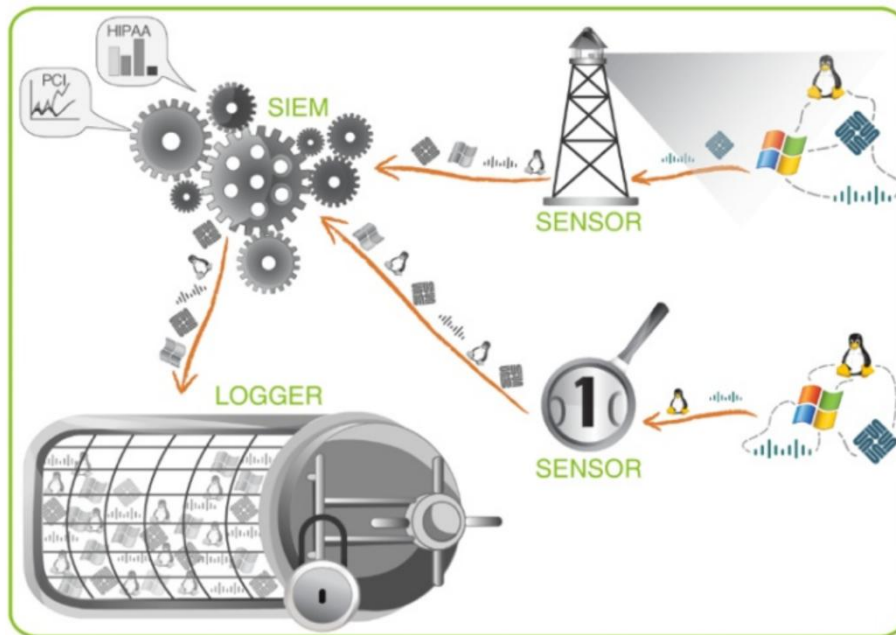 HIPAA
PCI
SIEM
SENSOR
LOGGER
1
SENSOR